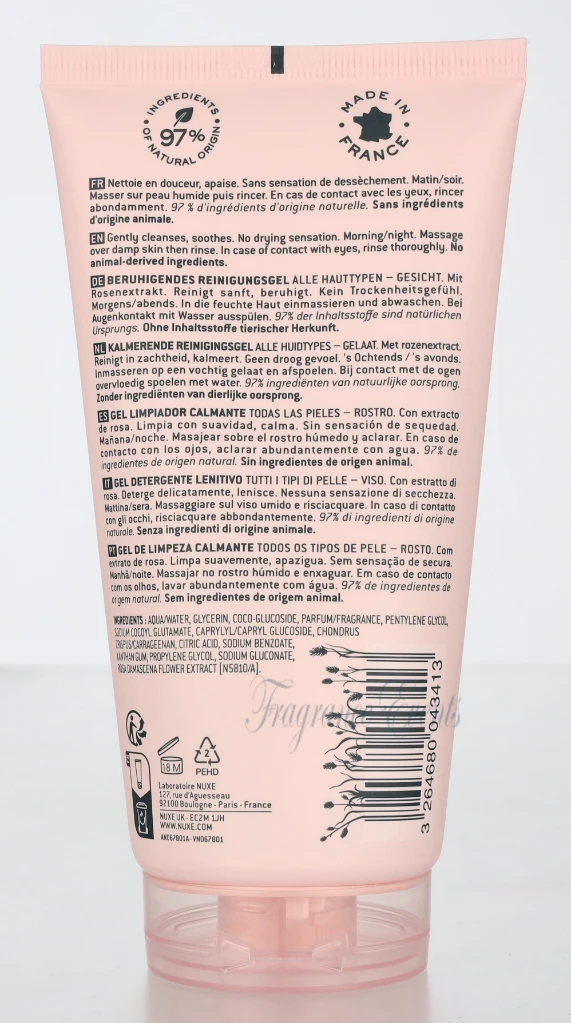 INGREDIENTS
97%
OF NATURAL ORIGIN
MADE IN
FRANCE
FR Nettoie en douceur, apaise. Sans sensation de dessèchement. Matin/soir.
Masser sur peau humide puis rincer. En cas de contact avec les yeux, rincer
abondamment. 97 % d'ingrédients d'origine naturelle. Sans ingrédients
d'origine animale.
EN Gently cleanses, soothes. No drying sensation. Morning/night. Massage
over damp skin then rinse. In case of contact with eyes, rinse thoroughly. No
animal-derived ingredients.
DE BERUHIGENDES REINIGUNGSGEL ALLE HAUTTYPEN – GESICHT. Mit
Rosenextrakt. Reinigt sanft, beruhigt. Kein Trockenheitsgefühl.
Morgens/abends. In die feuchte Haut einmassieren und abwaschen. Bei
Augenkontakt mit Wasser ausspülen. 97% der Inhaltsstoffe sind natürlichen
Ursprungs. Ohne Inhaltsstoffe tierischer Herkunft.
NL KALMERENDE REINIGINGSGEL ALLE HUIDTYPES – GELAAT. Met rozenextract.
Reinigt in zachtheid, kalmeert. Geen droog gevoel. 's Ochtends / 's avonds.
Inmasseren op een vochtig gelaat en afspoelen. Bij contact met de ogen
overvloedig spoelen met water. 97% ingrediënten van natuurlijke oorsprong.
Zonder ingrediënten van dierlijke oorsprong.
ES GEL LIMPIADOR CALMANTE TODAS LAS PIELES – ROSTRO. Con extracto
de rosa. Limpia con suavidad, calma. Sin sensación de sequedad.
Mañana/noche. Masajear sobre el rostro húmedo y aclarar. En caso de
contacto con los ojos, aclarar abundantemente con agua. 97% de
ingredientes de origen natural. Sin ingredientes de origen animal.
IT GEL DETERGENTE LENITIVO TUTTI I TIPI DI PELLE – VISO. Con estratto di
rosa. Deterge delicatamente, lenisce. Nessuna sensazione di secchezza.
Mattina/sera. Massaggiare sul viso umido e risciacquare. In caso di contatto
con gli occhi, risciacquare abbondantemente. 97% di ingredienti di origine
naturale. Senza ingredienti di origine animale.
PT GEL DE LIMPEZA CALMANTE TODOS OS TIPOS DE PELE – ROSTO. Com
extrato de rosa. Limpa suavemente, apazigua. Sem sensação de secura.
Manhã/noite. Massajar no rostro húmido e enxaguar. Em caso de contacto
com os olhos, lavar abundantemente com água. 97% de ingredientes de
origem natural. Sem ingredientes de origem animal.
INGREDIENTS : AQUA/WATER, GLYCERIN, COCO-GLUCOSIDE, PARFUM/FRAGRANCE, PENTYLENE GLYCOL,
SODIUM COCOYL GLUTAMATE, CAPRYLYL/CAPRYL GLUCOSIDE, CHONDRUS
CRISPUS/CARRAGEENAN, CITRIC ACID, SODIUM BENZOATE,
XANTHAN GUM, PROPYLENE GLYCOL, SODIUM GLUCONATE,
ROSA DAMASCENA FLOWER EXTRACT [N5810/A].
Fragrance Events
18 M
2
PEHD
Laboratoire NUXE
127, rue d'Aguesseau
92100 Boulogne - Paris - France
NUXE UK - EC2M 1JH
WWW.NUXE.COM
ANC67801A - VN067801
3 264680 043413